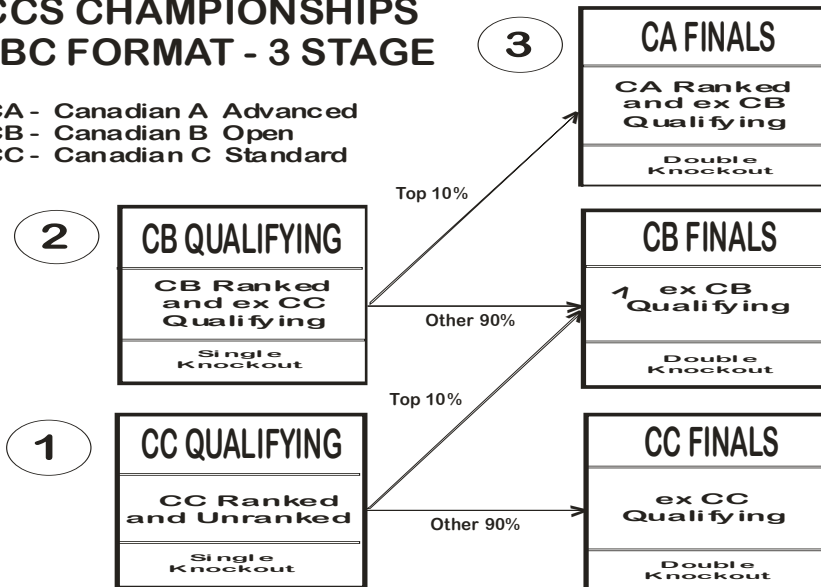 CCS CHAMPIONSHIPS
BC FORMAT - 3 STAGE
CA - Canadian A Advanced
CB - Canadian B Open
CC - Canadian C Standard
3
CA FINALS
CA Ranked
and ex CB
Qualifying
Double
Knockout
Top 10%
2
CB QUALIFYING
CB Ranked
and ex CC
Qualifying
Single
Knockout
Other 90%
CB FINALS
ex CB
Qualifying
Double
Knockout
Top 10%
1
CC QUALIFYING
CC Ranked
and Unranked
Single
Knockout
Other 90%
CC FINALS
ex CC
Qualifying
Double
Knockout